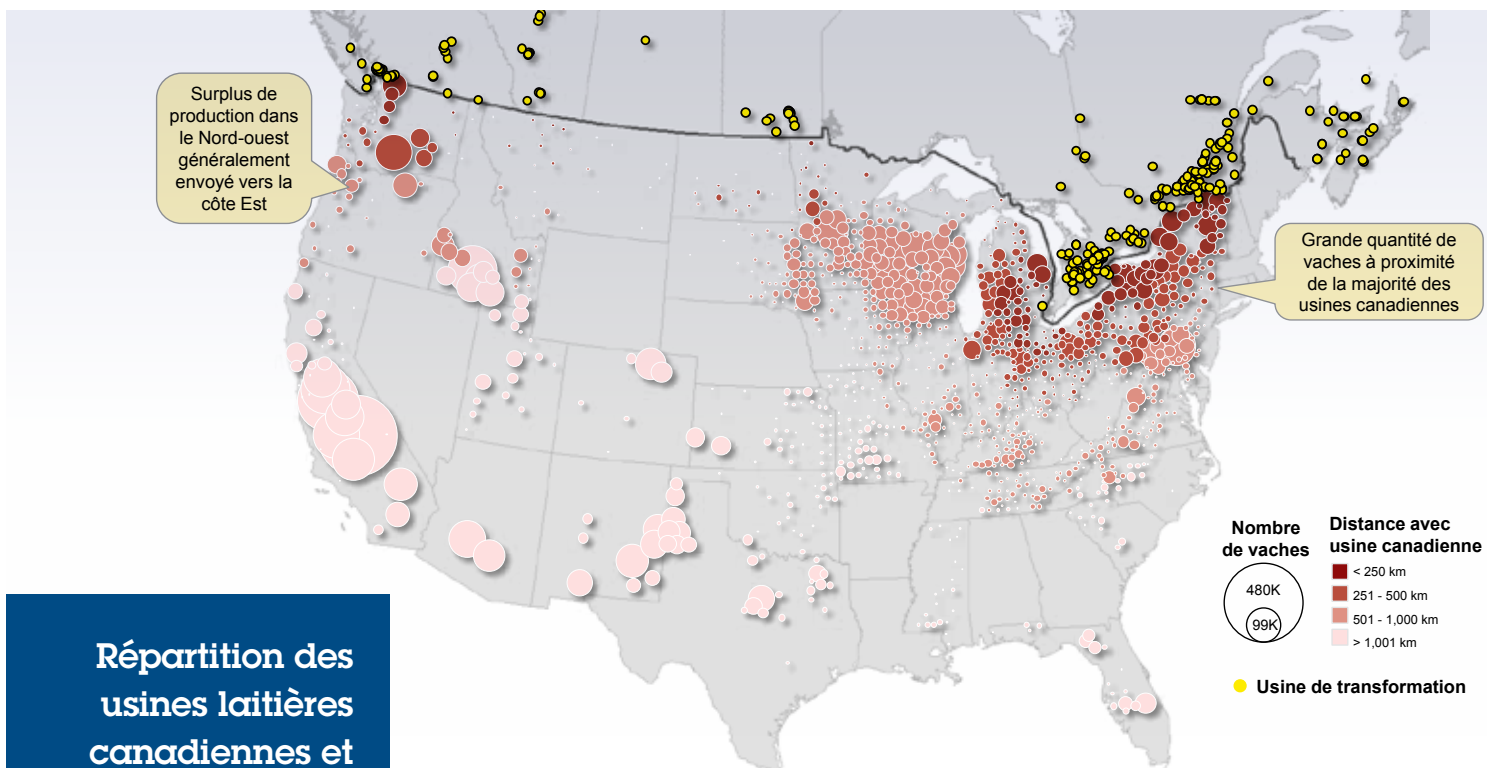 Surplus de
production dans
le Nord-ouest
généralement
envoyé vers la
côte Est
Grande quantité de
vaches à proximité
de la majorité des
usines canadiennes
Nombre
de vaches
480K
99K
Distance avec
usine canadienne
< 250 km
251 - 500 km
501 - 1,000 km
> 1,001 km
Usine de transformation
Répartition des
usines laitières
canadiennes et